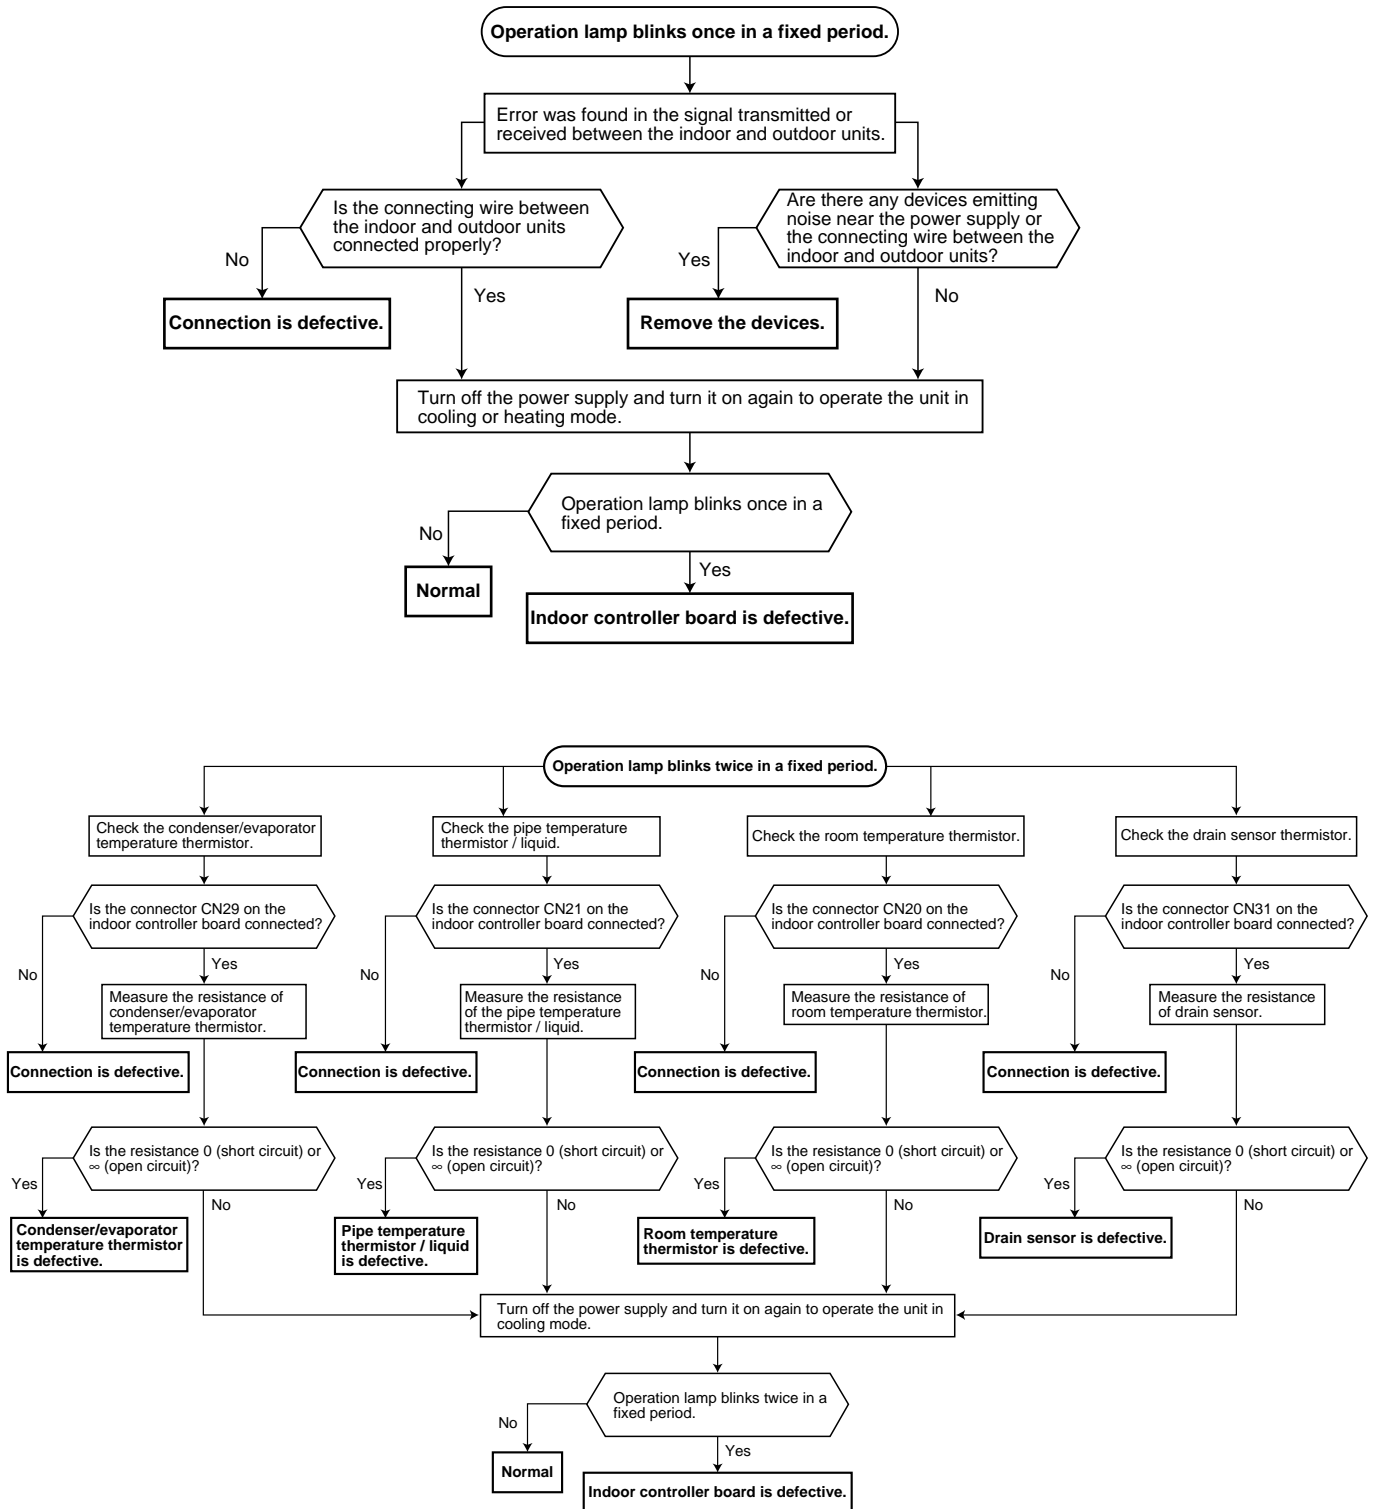 Operation lamp blinks once in a fixed period.
Error was found in the signal transmitted or
received between the indoor and outdoor units.
Is the connecting wire between
the indoor and outdoor units
connected properly?
Are there any devices emitting
noise near the power supply or
the connecting wire between the
indoor and outdoor units?
No
Yes
Yes
No
Connection is defective.
Remove the devices.
Turn off the power supply and turn it on again to operate the unit in
cooling or heating mode.
Operation lamp blinks once in a
fixed period.
No
Yes
Normal
Indoor controller board is defective.
Operation lamp blinks twice in a fixed period.
Check the condenser/evaporator
temperature thermistor.
Check the pipe temperature
thermistor / liquid.
Check the room temperature thermistor.
Check the drain sensor thermistor.
Is the connector CN29 on the
indoor controller board connected?
Is the connector CN21 on the
indoor controller board connected?
Is the connector CN20 on the
indoor controller board connected?
Is the connector CN31 on the
indoor controller board connected?
No
Yes
No
Yes
No
Yes
No
Yes
Measure the resistance of
condenser/evaporator
temperature thermistor.
Measure the resistance
of the pipe temperature
thermistor / liquid.
Measure the resistance of
room temperature thermistor.
Measure the resistance
of drain sensor.
Connection is defective.
Connection is defective.
Connection is defective.
Connection is defective.
Is the resistance 0 (short circuit) or
∞ (open circuit)?
Is the resistance 0 (short circuit) or
∞ (open circuit)?
Is the resistance 0 (short circuit) or
∞ (open circuit)?
Is the resistance 0 (short circuit) or
∞ (open circuit)?
Yes
No
Yes
No
Yes
No
Yes
No
Condenser/evaporator
temperature thermistor
is defective.
Pipe temperature
thermistor / liquid
is defective.
Room temperature
thermistor is defective.
Drain sensor is defective.
Turn off the power supply and turn it on again to operate the unit in
cooling mode.
Operation lamp blinks twice in a
fixed period.
No
Yes
Normal
Indoor controller board is defective.